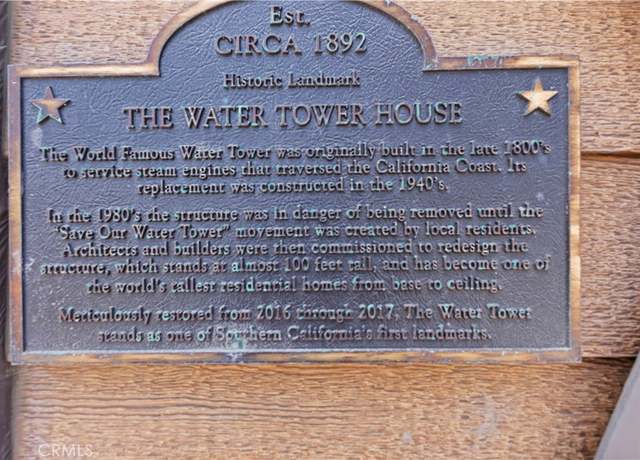 Est.
CIRCA 1892
Historic Landmark
THE WATER TOWER HOUSE
The World Famous Water Tower was originally built in the late 1800's
to service steam engines that traversed the California Coast. Its
replacement was constructed in the 1940's.
In the 1980's the structure was in danger of being removed until the
"Save Our Water Tower" movement was created by local residents.
Architects and builders were then commissioned to redesign the
structure, which stands at almost 100 feet tall, and has become one of
the world's tallest residential homes from base to ceiling.
Meticulously restored from 2016 through 2017, The Water Tower
stands as one of Southern California's first landmarks.
CRMLS